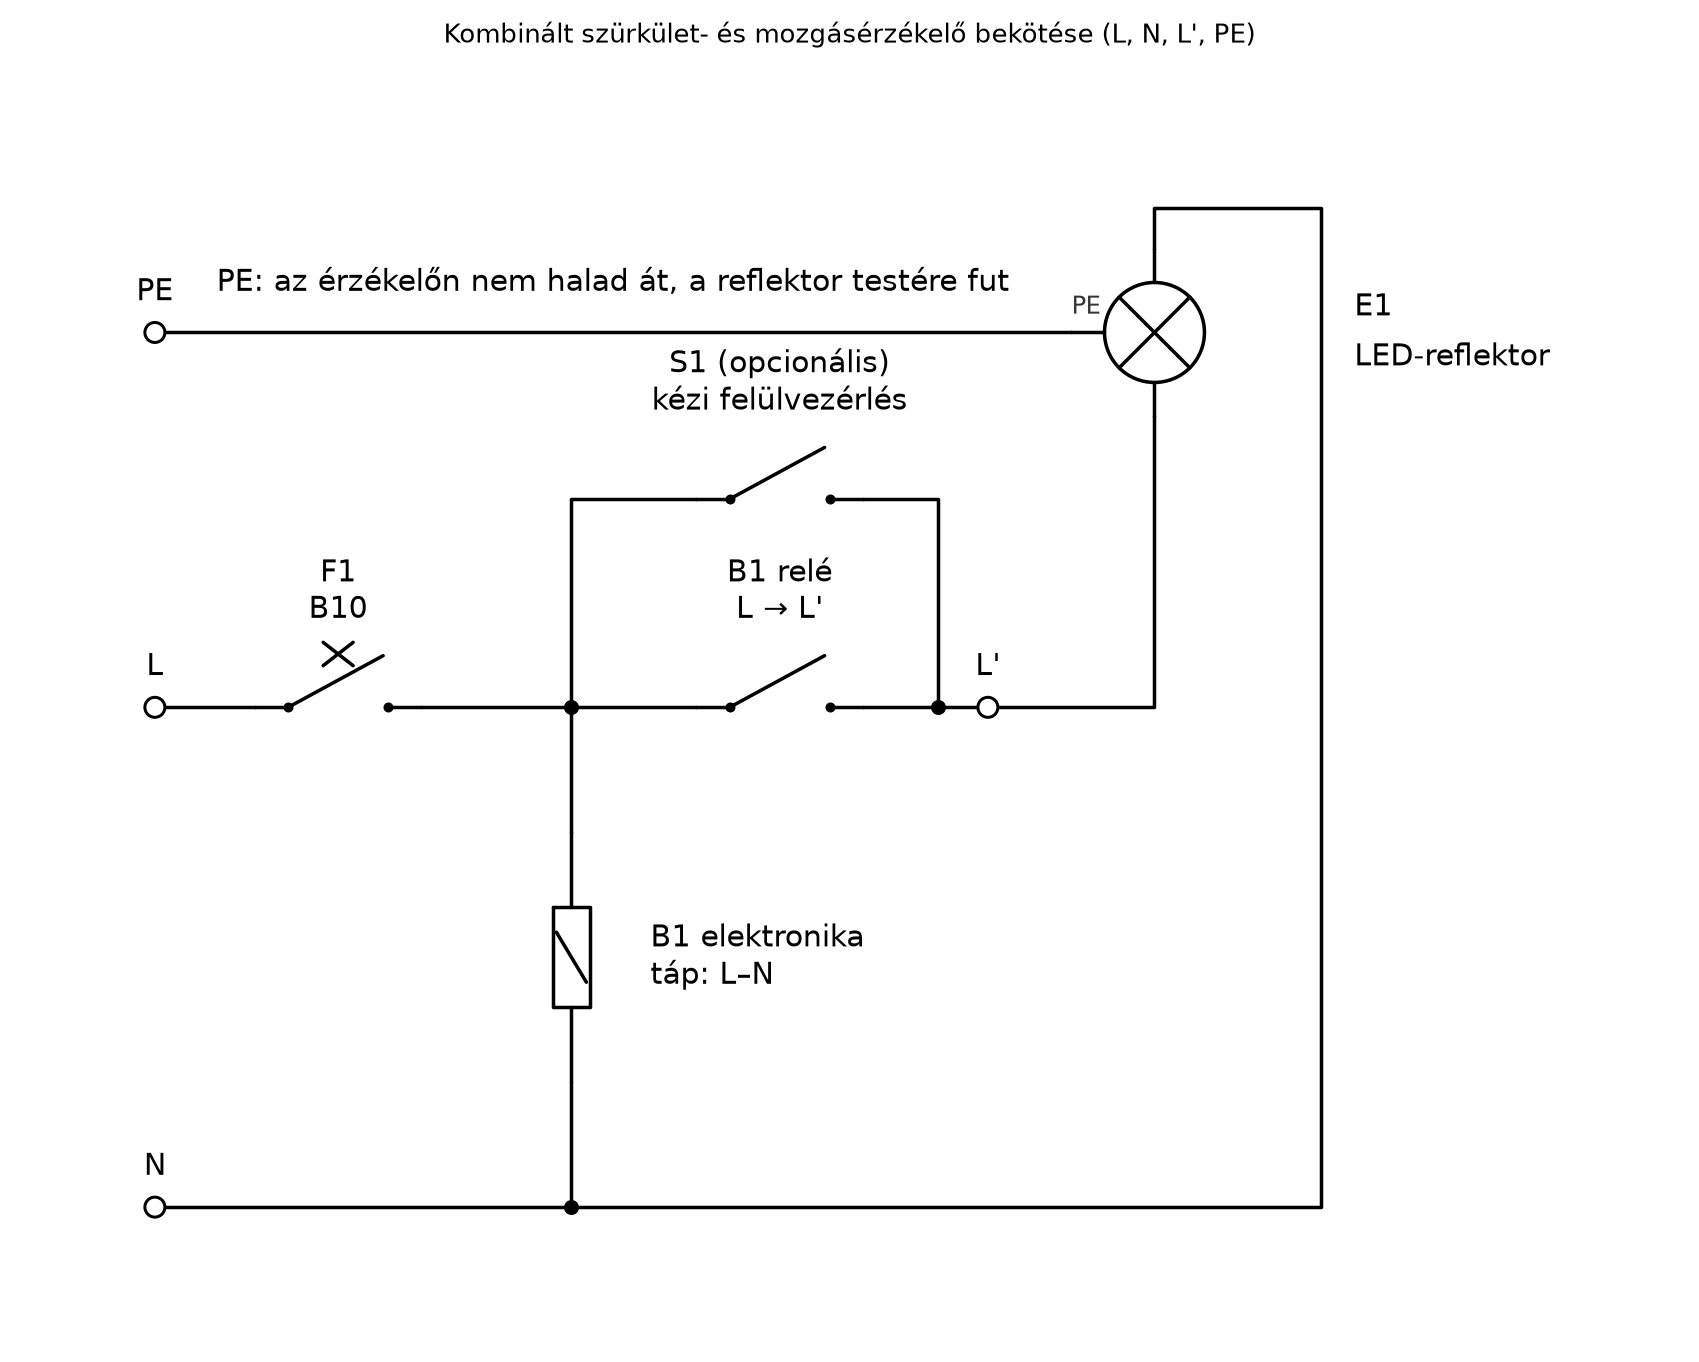 Kombinált szürkület- és mozgásérzékelő bekötése (L, N, L', PE)
PE
PE: az érzékelőn nem halad át, a reflektor testére fut
PE
E1
LED-reflektor
S1 (opcionális)
kézi felülvezérlés
F1
B10
B1 relé
L → L'
L
L'
B1 elektronika
táp: L–N
N